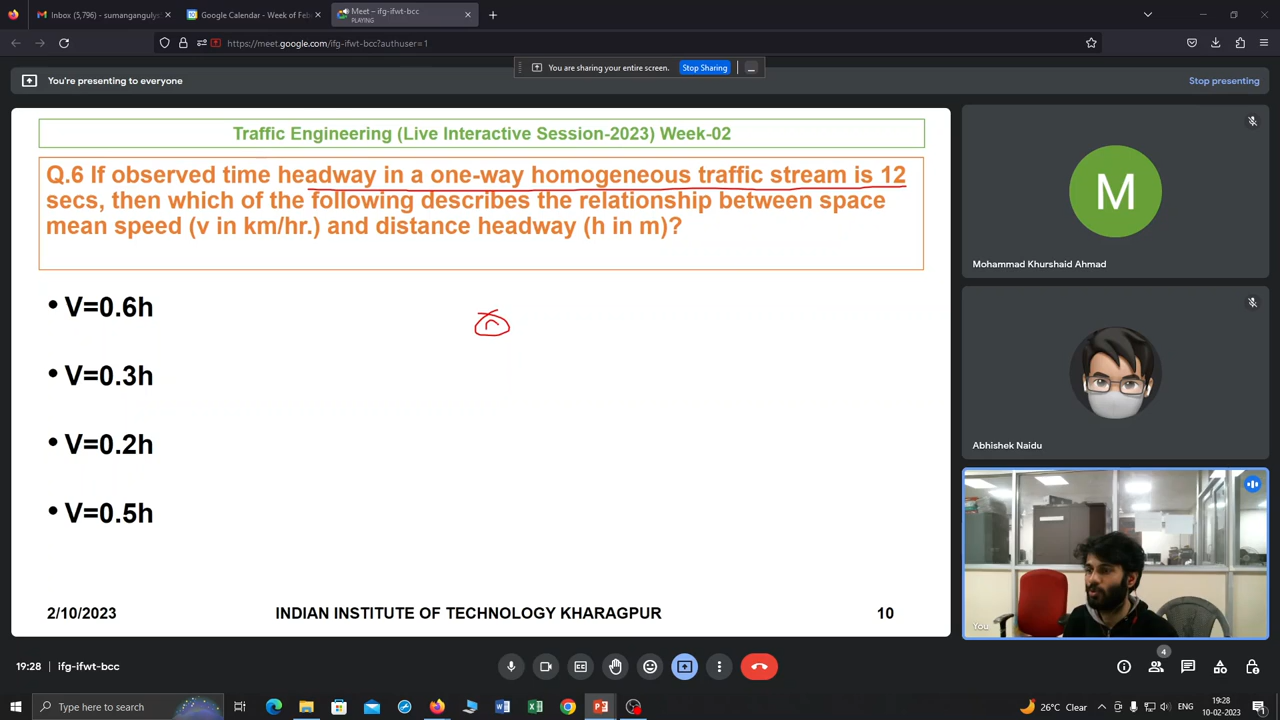 Inbox (5,796) - sumangangulys
Google Calendar - Week of Feb
Meet – ifg-ifwt-bcc
PLAYING
https://meet.google.com/ifg-ifwt-bcc?authuser=1
You are sharing your entire screen.
Stop Sharing
You're presenting to everyone
Stop presenting
Traffic Engineering (Live Interactive Session-2023) Week-02
Q.6 If observed time headway in a one-way homogeneous traffic stream is 12
secs, then which of the following describes the relationship between space
mean speed (v in km/hr.) and distance headway (h in m)?
• V=0.6h
• V=0.3h
• V=0.2h
• V=0.5h
2/10/2023
INDIAN INSTITUTE OF TECHNOLOGY KHARAGPUR
10
M
Mohammad Khurshaid Ahmad
Abhishek Naidu
You
19:28
ifg-ifwt-bcc
4
Type here to search
26°C Clear
ENG
19:28
10-02-2023